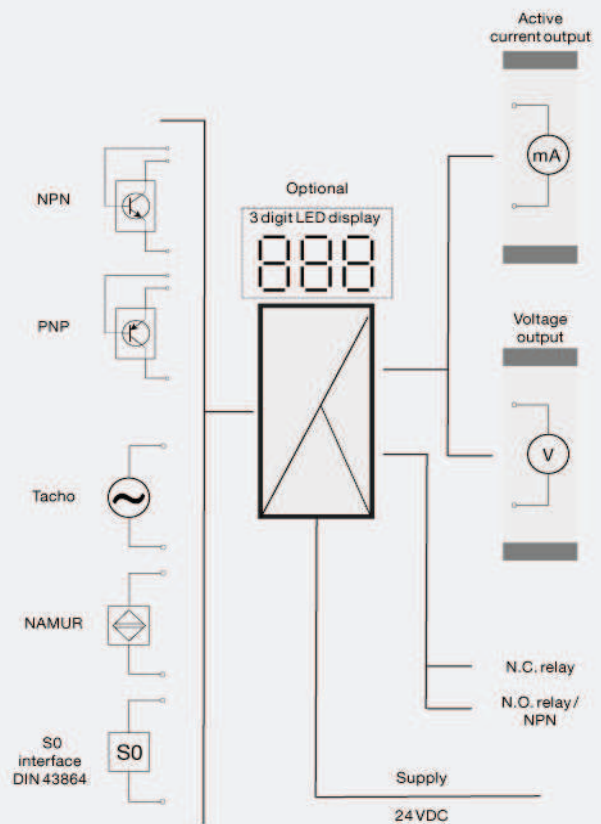 Active
current output
mA
NPN
Optional
3 digit LED display
888
PNP
Voltage
output
V
Tacho
NAMUR
N.C. relay
N.O. relay /
NPN
S0
interface
DIN 43864
S0
Supply
24 VDC